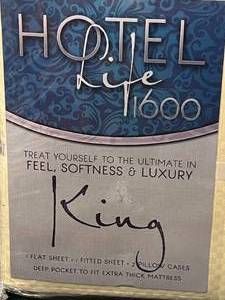 HOTEL
Life
1600
TREAT YOURSELF TO THE ULTIMATE IN
FEEL, SOFTNESS & LUXURY
King
1 FLAT SHEET • 1 FITTED SHEET • 2 PILLOW CASES
DEEP POCKET TO FIT EXTRA THICK MATTRESS